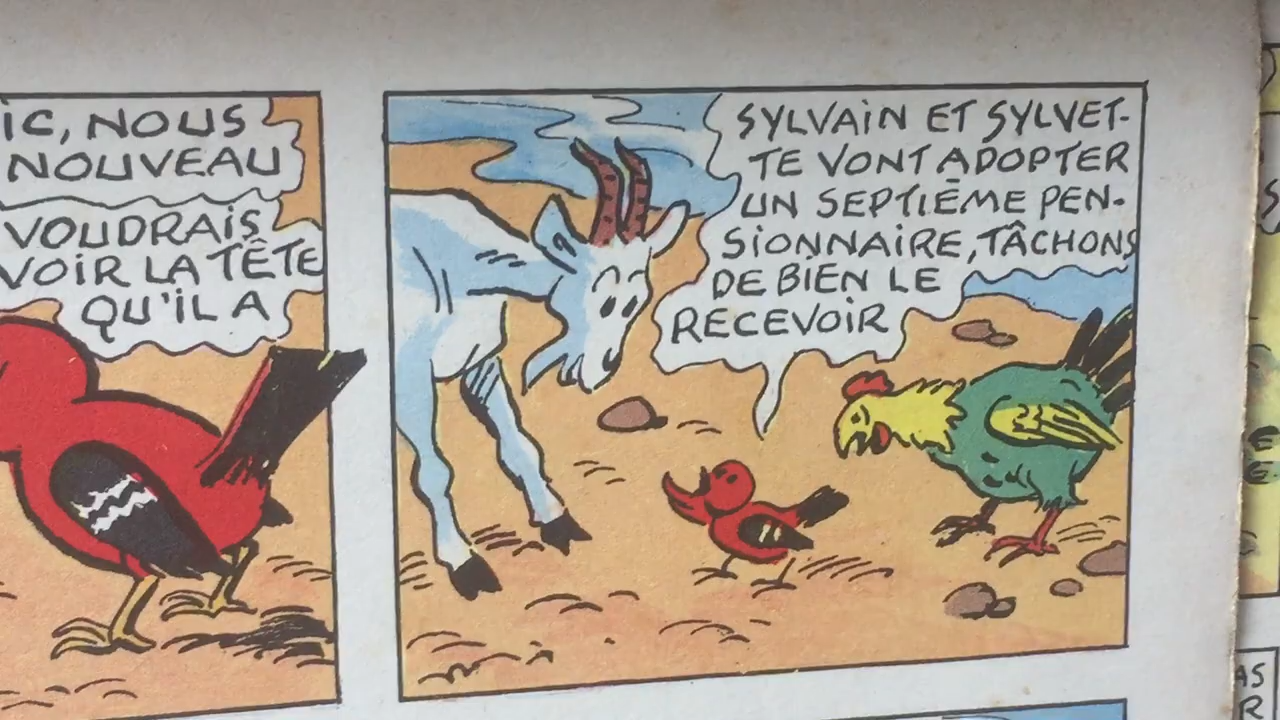 iC, NOUS
NOUVEAU
VOUDRAiS
VOiR LA TÊTE
QU'iL A
SYLVAiN ET SYLVET-
TE VONT ADOPTER
UN SEPTIÈME PEN-
SiONNAiRE, TÂCHONS
DE BiEN LE
RECEVOiR
AS
R